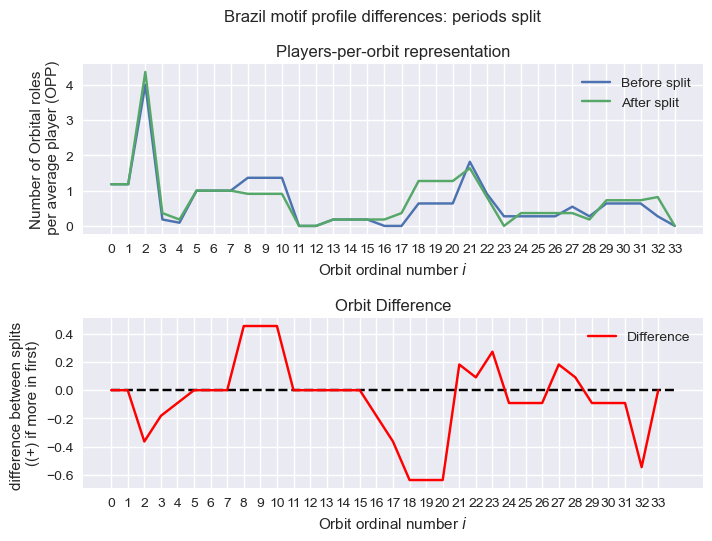 Brazil motif profile differences: periods split
Players-per-orbit representation
Number of Orbital roles
per average player (OPP)
4
3
2
1
0
Before split
After split
0 1 2 3 4 5 6 7 8 9 10 11 12 13 14 15 16 17 18 19 20 21 22 23 24 25 26 27 28 29 30 31 32 33
Orbit ordinal number i
Orbit Difference
difference between splits
((+) if more in first)
0.4
0.2
0.0
−0.2
−0.4
−0.6
Difference
0 1 2 3 4 5 6 7 8 9 10 11 12 13 14 15 16 17 18 19 20 21 22 23 24 25 26 27 28 29 30 31 32 33
Orbit ordinal number i